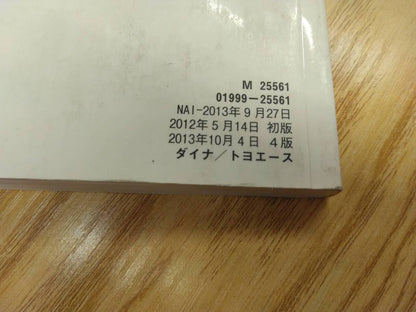 M 25561
01999-25561
NAI-2013年9月27日
2012年5月14日 初版
2013年10月4日 4版
ダイナ/トヨエース